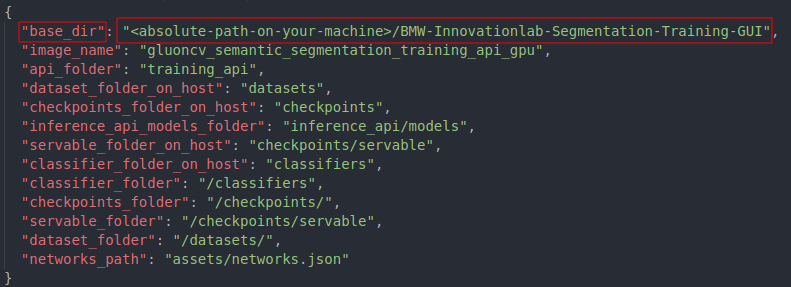 {
"base_dir": "<absolute-path-on-your-machine>/BMW-Innovationlab-Segmentation-Training-GUI",
"image_name": "gluoncv_semantic_segmentation_training_api_gpu",
"api_folder": "training_api",
"dataset_folder_on_host": "datasets",
"checkpoints_folder_on_host": "checkpoints",
"inference_api_models_folder": "inference_api/models",
"servable_folder_on_host": "checkpoints/servable",
"classifier_folder_on_host": "classifiers",
"classifier_folder": "/classifiers",
"checkpoints_folder": "/checkpoints/",
"servable_folder": "/checkpoints/servable",
"dataset_folder": "/datasets/",
"networks_path": "assets/networks.json"
}